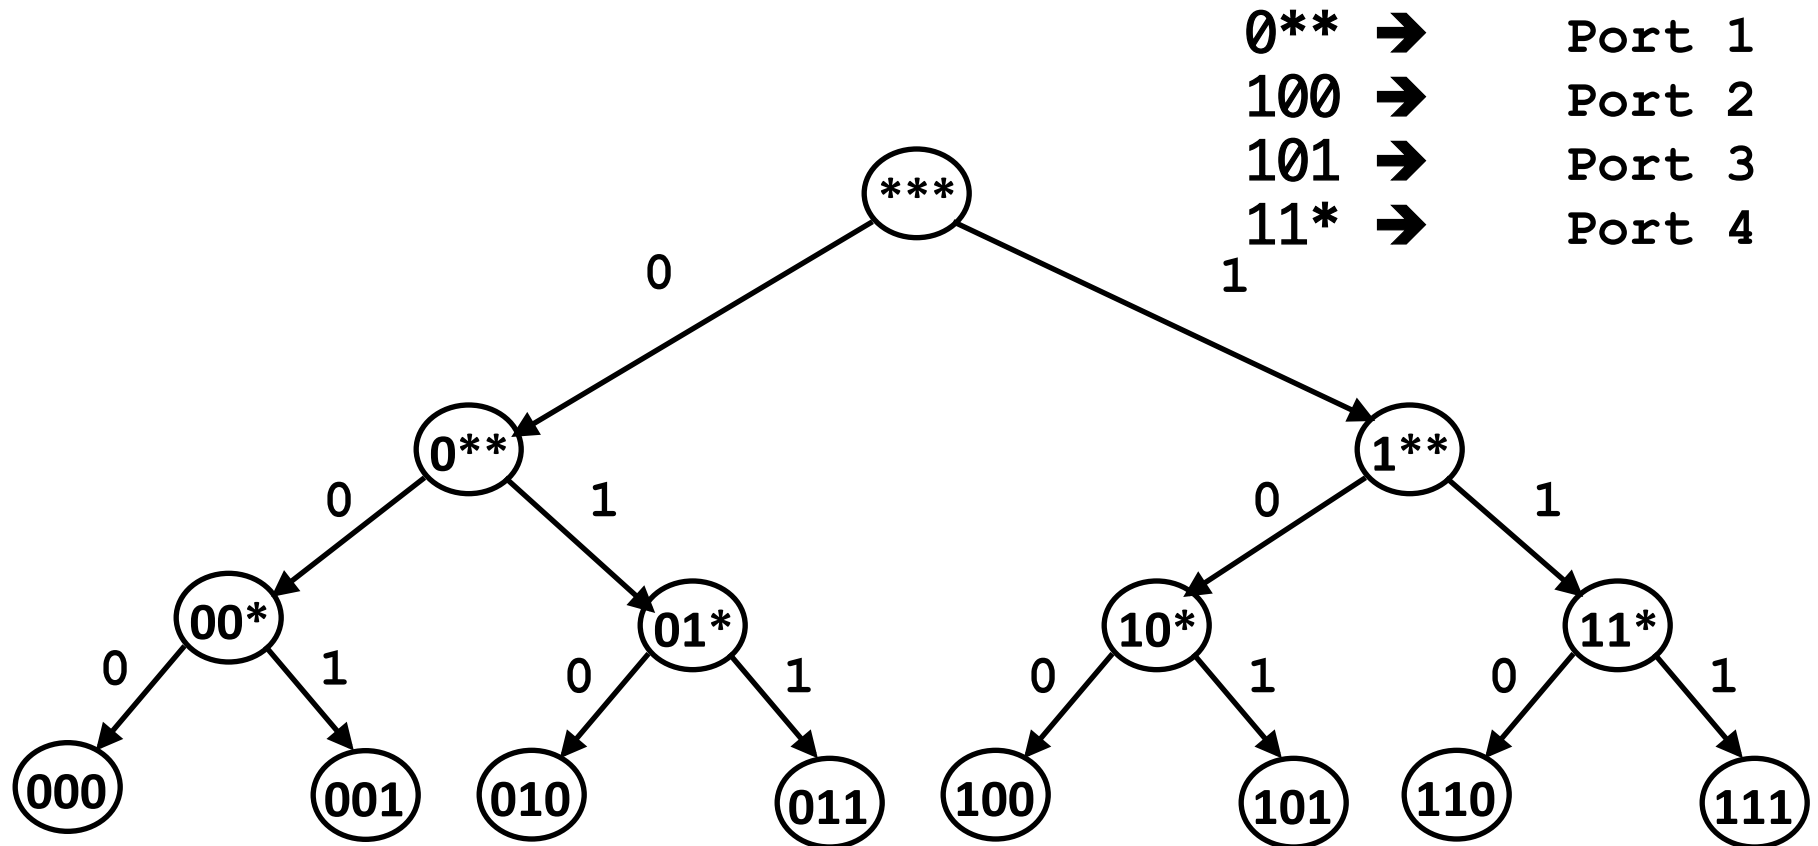 0** ➔ Port 1
100 ➔ Port 2
101 ➔ Port 3
11* ➔ Port 4
***
0 1
0** 1**
0 1 0 1
00* 01* 10* 11*
0 1 0 1 0 1 0 1
000 001 010 011 100 101 110 111